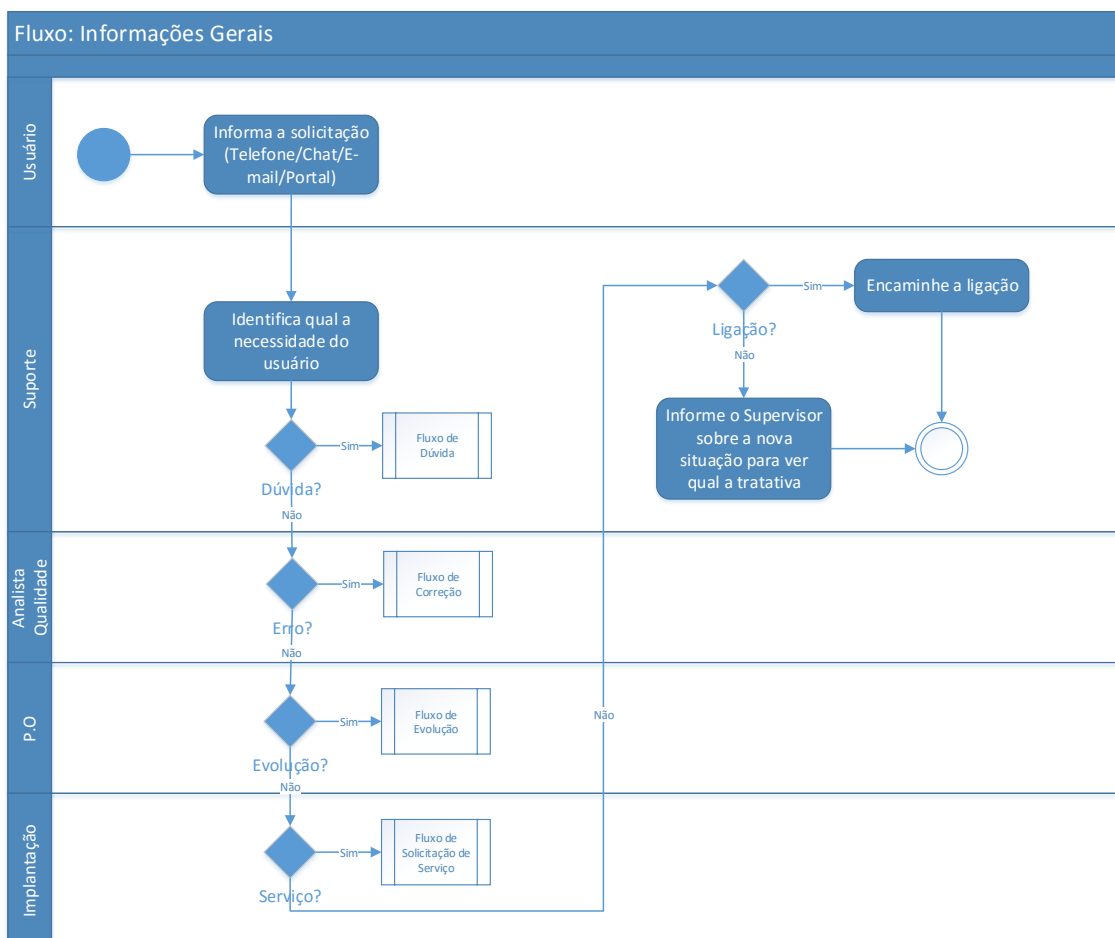 Fluxo: Informações Gerais
Usuário
Informa a solicitação
(Telefone/Chat/E-
mail/Portal)
Suporte
Identifica qual a
necessidade do
usuário
Dúvida?
Sim
Fluxo de
Dúvida
Não
Ligação?
Sim
Encaminhe a ligação
Não
Informe o Supervisor
sobre a nova
situação para ver
qual a tratativa
Analista
Qualidade
Erro?
Sim
Fluxo de
Correção
Não
P.O
Evolução?
Sim
Fluxo de
Evolução
Não
Não
Implantação
Serviço?
Sim
Fluxo de
Solicitação de
Serviço